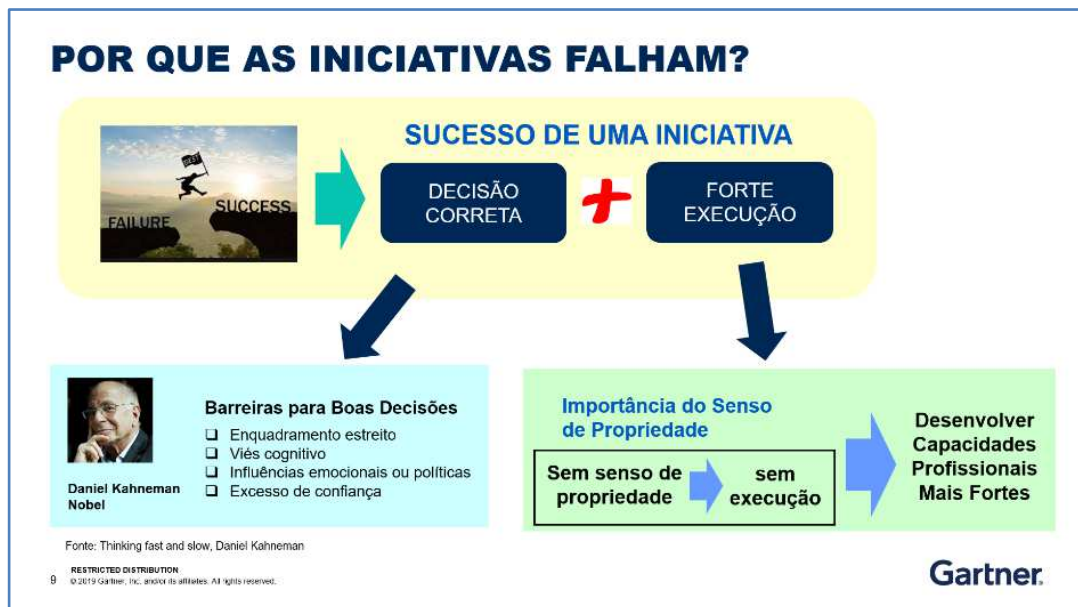 POR QUE AS INICIATIVAS FALHAM?
SUCESSO DE UMA INICIATIVA
BEST
FAILURE
SUCCESS
DECISÃO
CORRETA
+
FORTE
EXECUÇÃO
Barreiras para Boas Decisões
Enquadramento estreito
Viés cognitivo
Influências emocionais ou políticas
Excesso de confiança
Daniel Kahneman
Nobel
Importância do Senso
de Propriedade
Sem senso de
propriedade
sem
execução
Desenvolver
Capacidades
Profissionais
Mais Fortes
Fonte: Thinking fast and slow, Daniel Kahneman
RESTRICTED DISTRIBUTION
9 © 2019 Gartner, Inc. and/or its affiliates. All rights reserved.
Gartner.